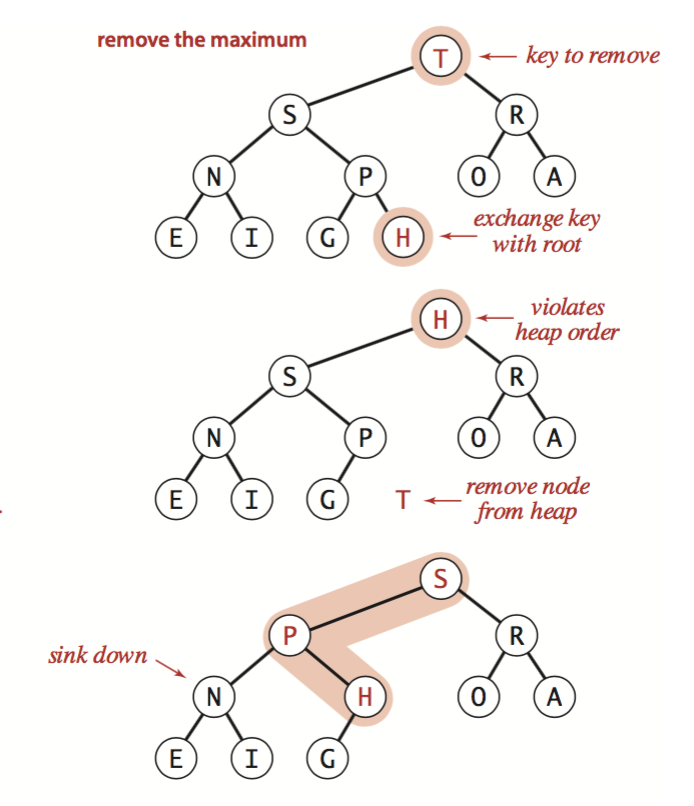 remove the maximum
T
key to remove
S
R
N
P
O
A
E
I
G
H
exchange key
with root
H
violates
heap order
S
R
N
P
O
A
E
I
G
T
remove node
from heap
S
P
R
sink down
N
H
O
A
E
I
G